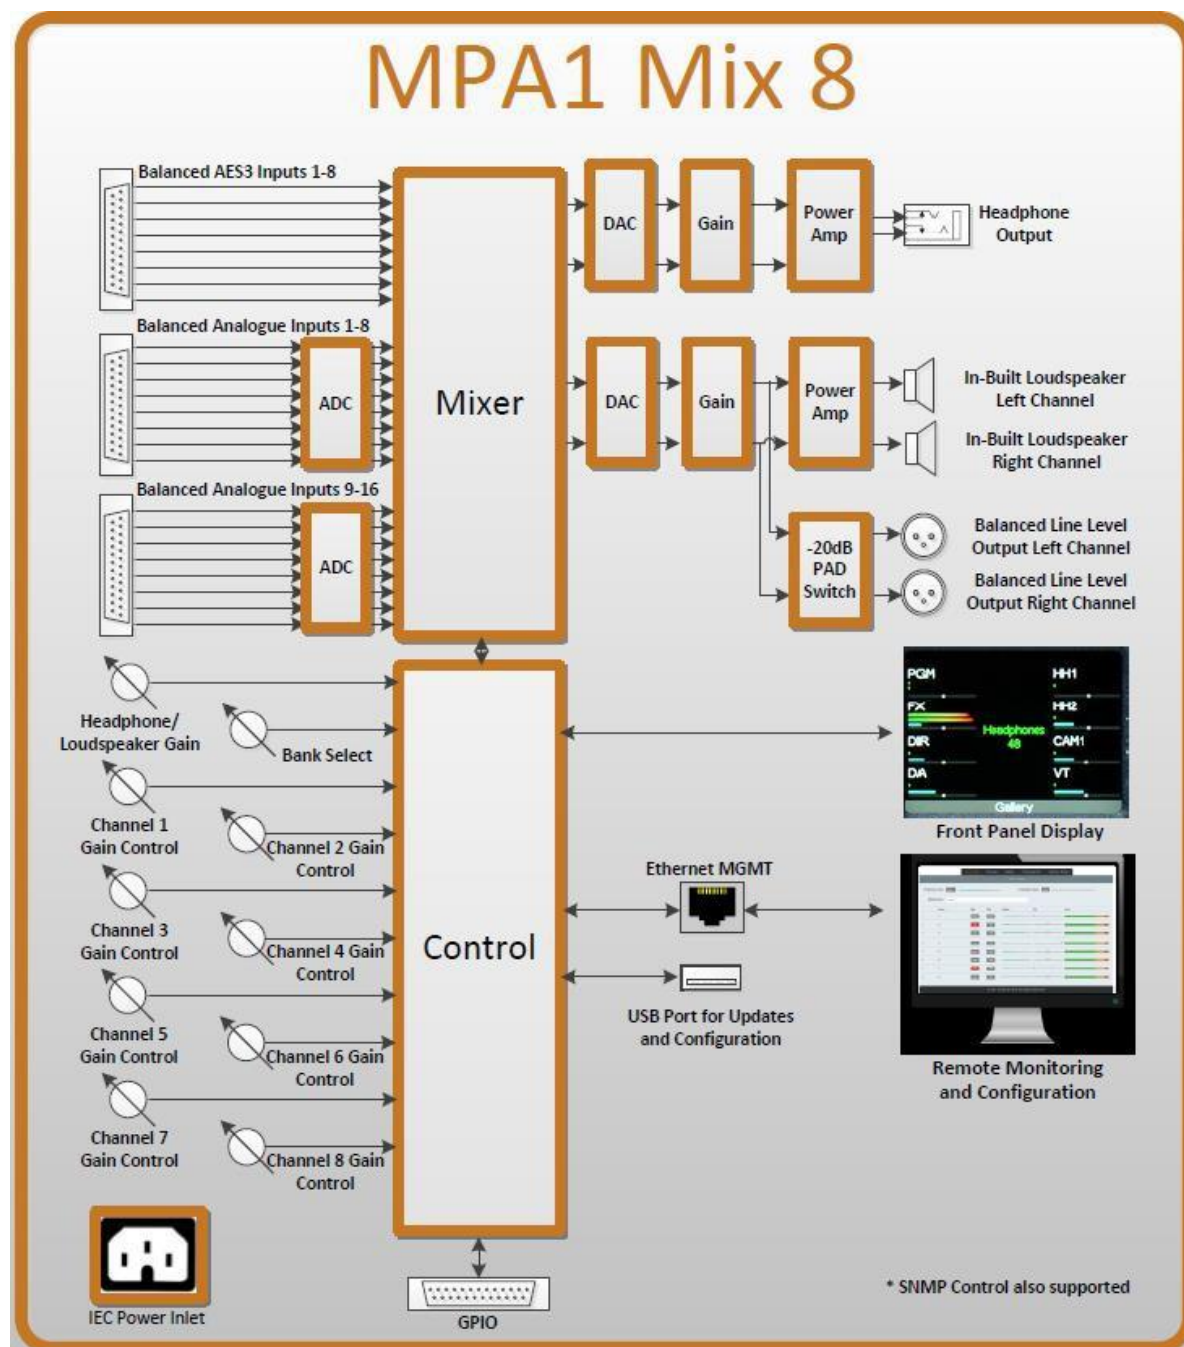 MPA1 Mix 8
Balanced AES3 Inputs 1-8
DAC
Gain
Power
Amp
Headphone
Output
Balanced Analogue Inputs 1-8
ADC
Mixer
DAC
Gain
Power
Amp
In-Built Loudspeaker
Left Channel
In-Built Loudspeaker
Right Channel
Balanced Analogue Inputs 9-16
ADC
-20dB
PAD
Switch
Balanced Line Level
Output Left Channel
Balanced Line Level
Output Right Channel
Headphone/
Loudspeaker Gain
Bank Select
Channel 1
Gain Control
Channel 2 Gain
Control
Channel 3
Gain Control
Channel 4 Gain
Control
Channel 5
Gain Control
Channel 6 Gain
Control
Channel 7
Gain Control
Channel 8 Gain
Control
Control
PGM
HH1
FX
HH2
Headphones
48
DIR
CAM1
DA
VT
Gallery
Front Panel Display
Ethernet MGMT
USB Port for Updates
and Configuration
Remote Monitoring
and Configuration
IEC Power Inlet
GPIO
* SNMP Control also supported